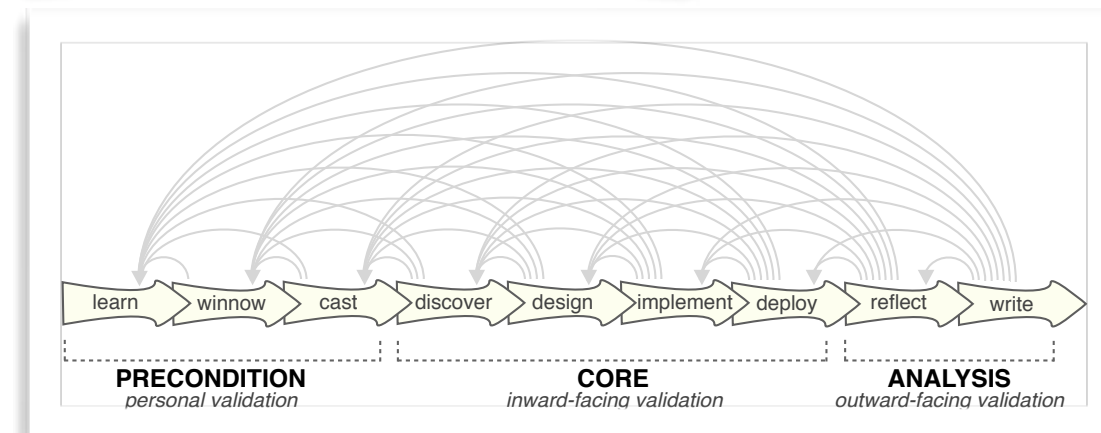 learn winnow cast discover design implement deploy reflect write
PRECONDITION CORE ANALYSIS
personal validation inward-facing validation outward-facing validation